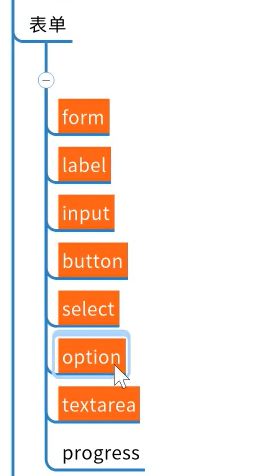 表单
form
label
input
button
select
option
textarea
progress